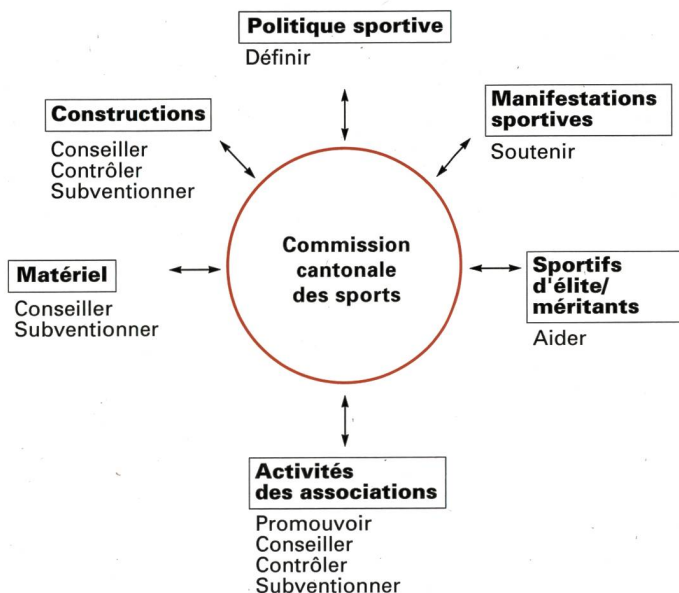 Politique sportive
Définir
Constructions
Conseiller
Contrôler
Subventionner
Manifestations
sportives
Soutenir
Commission
cantonale
des sports
Matériel
Conseiller
Subventionner
Sportifs
d'élite/
méritants
Aider
Activités
des associations
Promouvoir
Conseiller
Contrôler
Subventionner